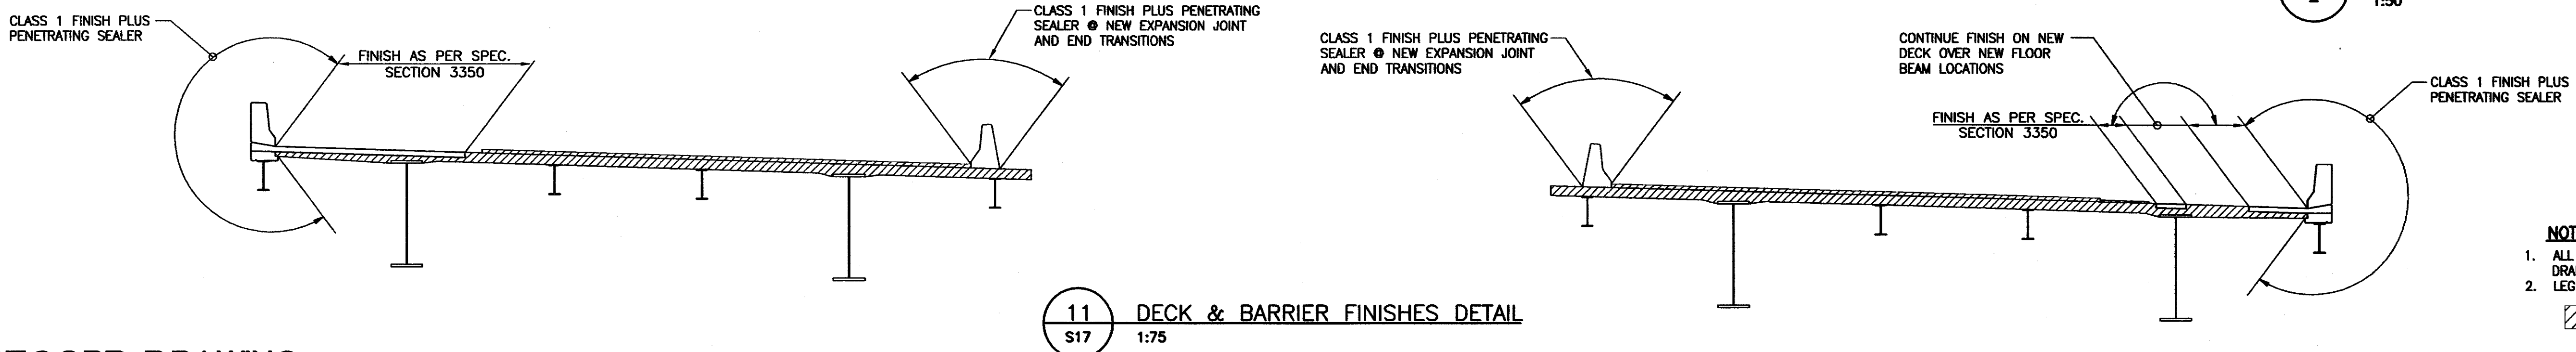 CLASS 1 FINISH PLUS
PENETRATING SEALER
FINISH AS PER SPEC.
SECTION 3350
CLASS 1 FINISH PLUS PENETRATING
SEALER @ NEW EXPANSION JOINT
AND END TRANSITIONS
CLASS 1 FINISH PLUS PENETRATING
SEALER @ NEW EXPANSION JOINT
AND END TRANSITIONS
CONTINUE FINISH ON NEW
DECK OVER NEW FLOOR
BEAM LOCATIONS
FINISH AS PER SPEC.
SECTION 3350
CLASS 1 FINISH PLUS
PENETRATING SEALER
1:50
11
S17
DECK & BARRIER FINISHES DETAIL
1:75
NOT
1. ALL
DRA
2. LEG